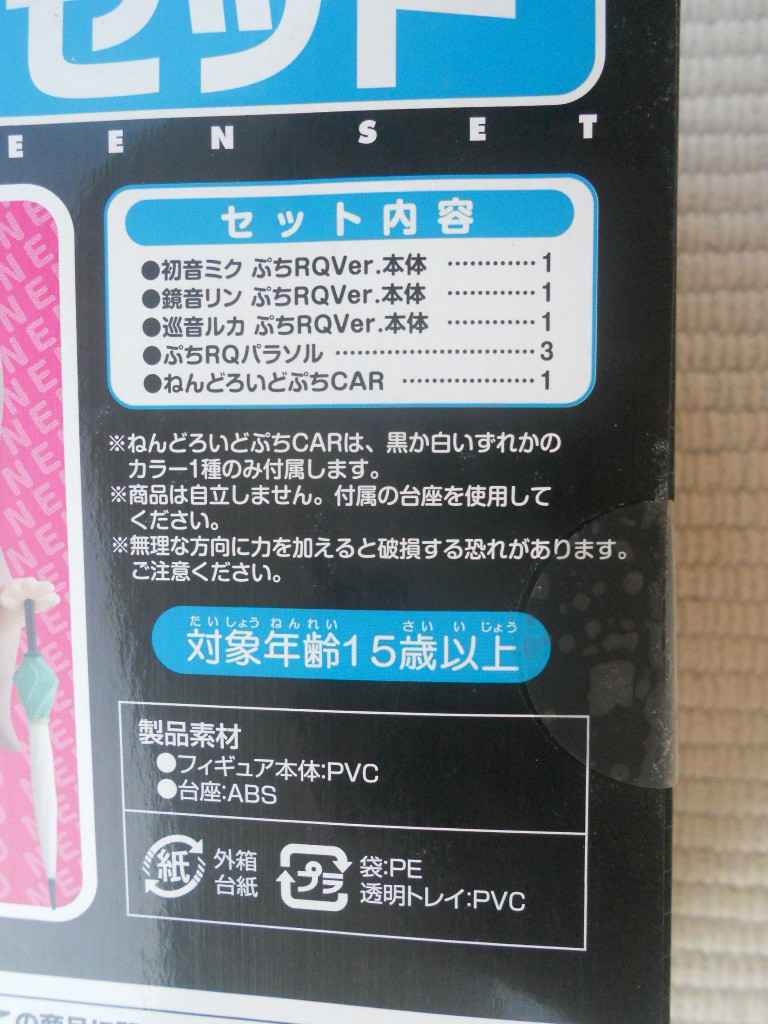 セット
EEN SET
セット内容
●初音ミク ぷちRQVer.本体 ………… 1
●鏡音リン ぷちRQVer.本体 ………… 1
●巡音ルカ ぷちRQVer.本体 ………… 1
●ぷちRQパラソル ………………… 3
●ねんどろいどぷちCAR …………… 1
※ねんどろいどぷちCARは、黒か白いずれかの
カラー1種のみ付属します。
※商品は自立しません。付属の台座を使用して
ください。
※無理な方向に力を加えると破損する恐れがあります。
ご注意ください。
たいしょうねんれい さいいじょう
対象年齢15歳以上
製品素材
●フィギュア本体:PVC
●台座:ABS
紙
外箱
台紙
プラ
袋:PE
透明トレイ:PVC